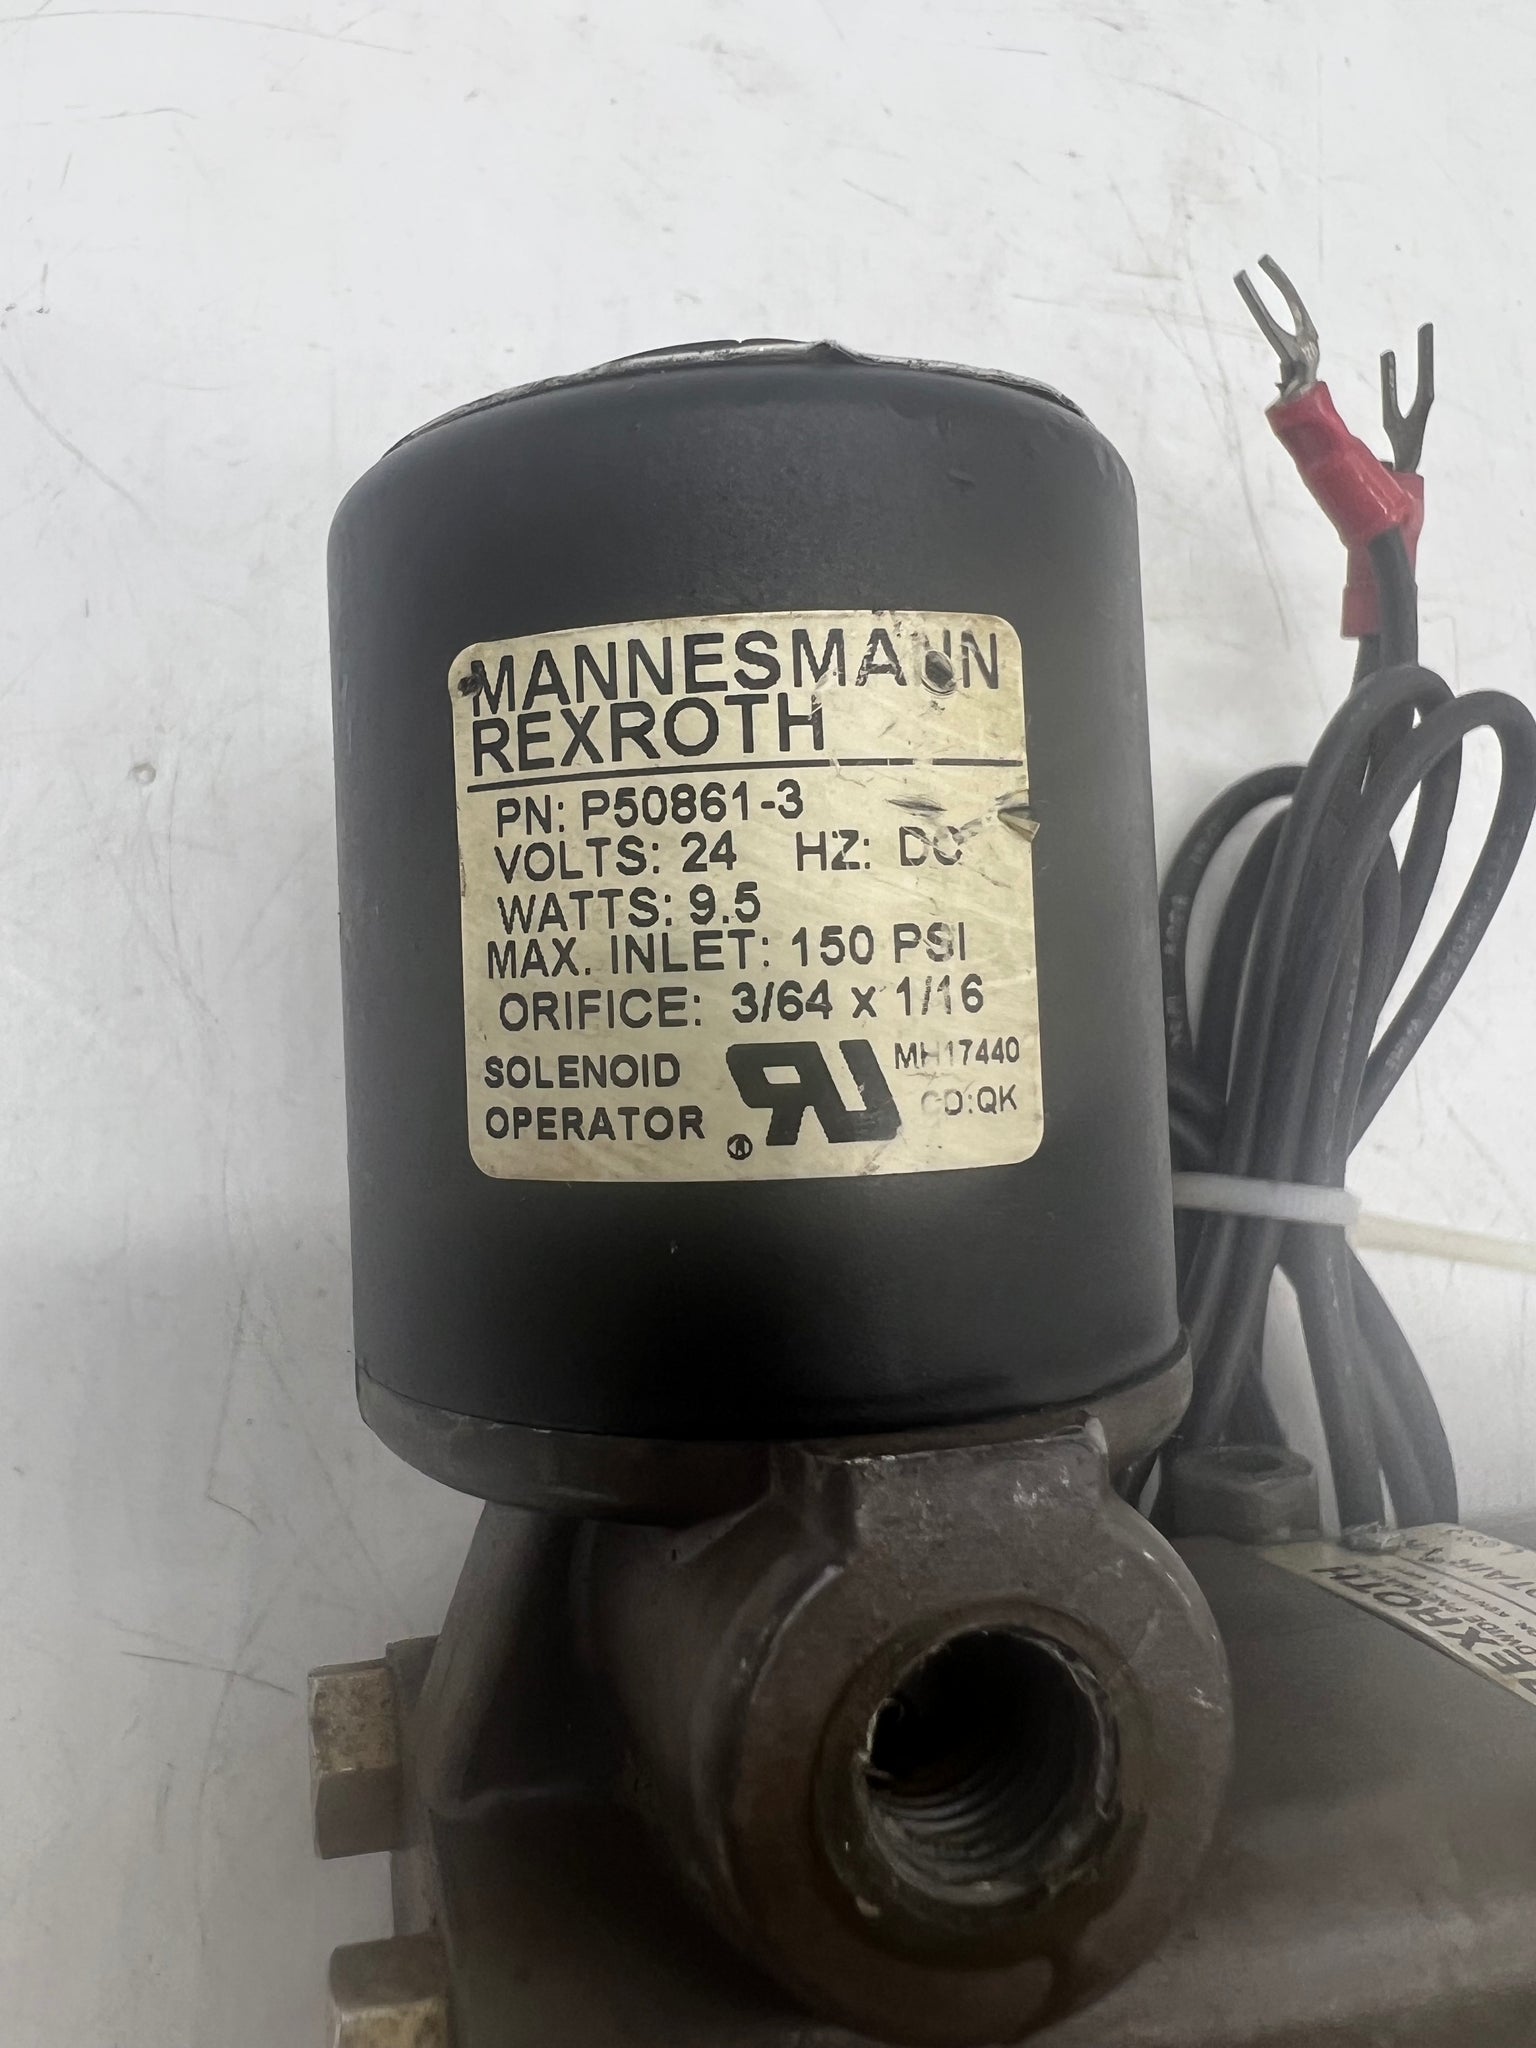 MANNESMANN
REXROTH
PN: P50861-3
VOLTS: 24 HZ: DC
WATTS: 9.5
MAX. INLET: 150 PSI
ORIFICE: 3/64 x 1/16
SOLENOID
OPERATOR
MH17440
CD:QK
REXROTH